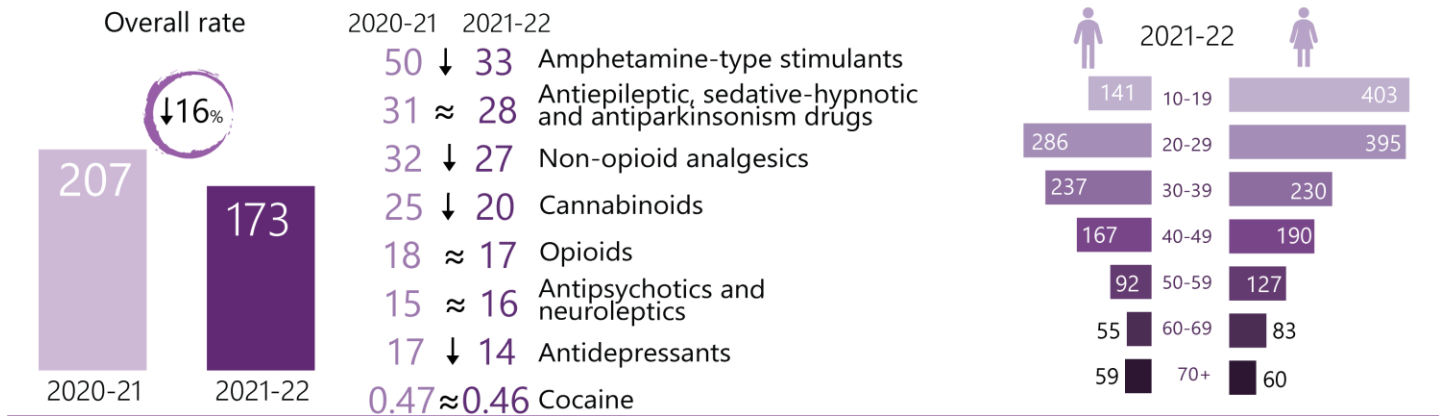 Overall rate
↓16%
207
173
2020-21
2021-22
2020-21 2021-22
50 ↓ 33 Amphetamine-type stimulants
31 ≈ 28 Antiepileptic, sedative-hypnotic
and antiparkinsonism drugs
32 ↓ 27 Non-opioid analgesics
25 ↓ 20 Cannabinoids
18 ≈ 17 Opioids
15 ≈ 16 Antipsychotics and
neuroleptics
17 ↓ 14 Antidepressants
0.47 ≈ 0.46 Cocaine
2021-22
141 10-19 403
286 20-29 395
237 30-39 230
167 40-49 190
92 50-59 127
55 60-69 83
59 70+ 60